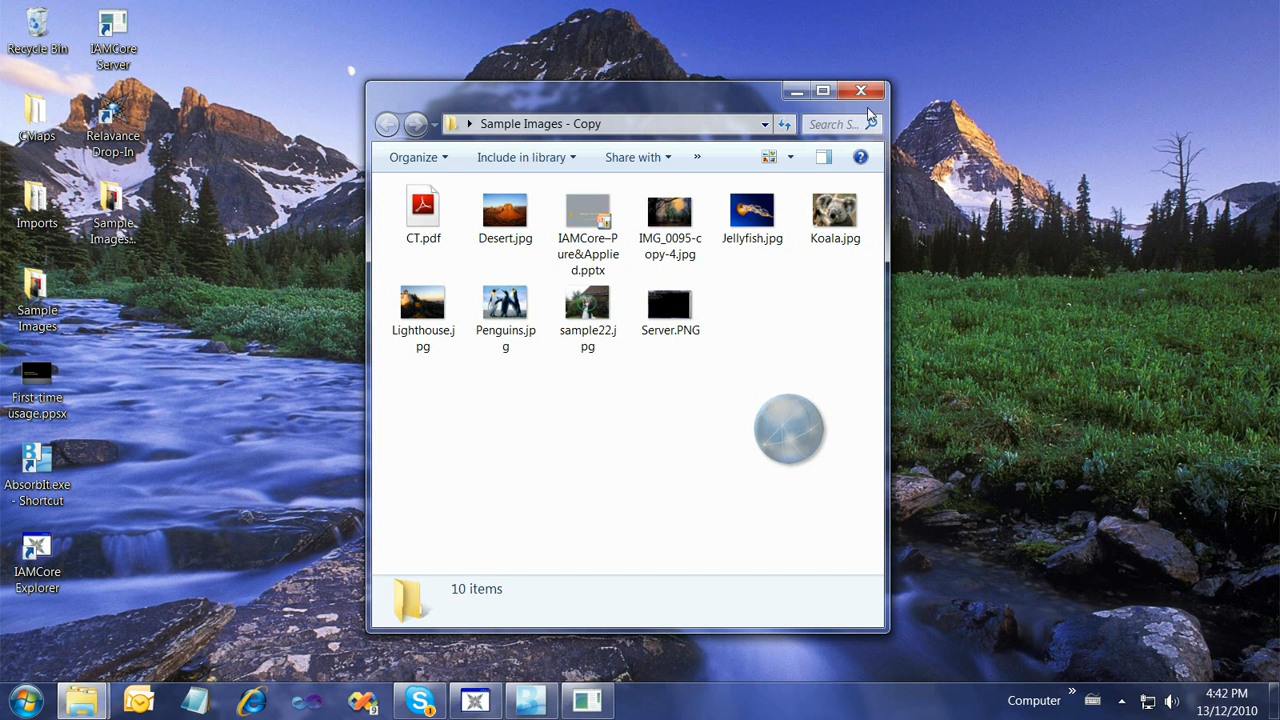 Recycle Bin
IAMCore
Server
CMaps
Relavance
Drop-In
Imports
Sample
Images...
Sample
Images
First-time
usage.ppsx
AbsorbIt.exe
- Shortcut
IAMCore
Explorer
Sample Images - Copy
Search S...
Organize
Include in library
Share with
»
CT.pdf
Desert.jpg
IAMCore–P
ure&Applie
d.pptx
IMG_0095-c
opy-4.jpg
Jellyfish.jpg
Koala.jpg
Lighthouse.j
pg
Penguins.jp
g
sample22.j
pg
Server.PNG
10 items
Computer
»
4:42 PM
13/12/2010